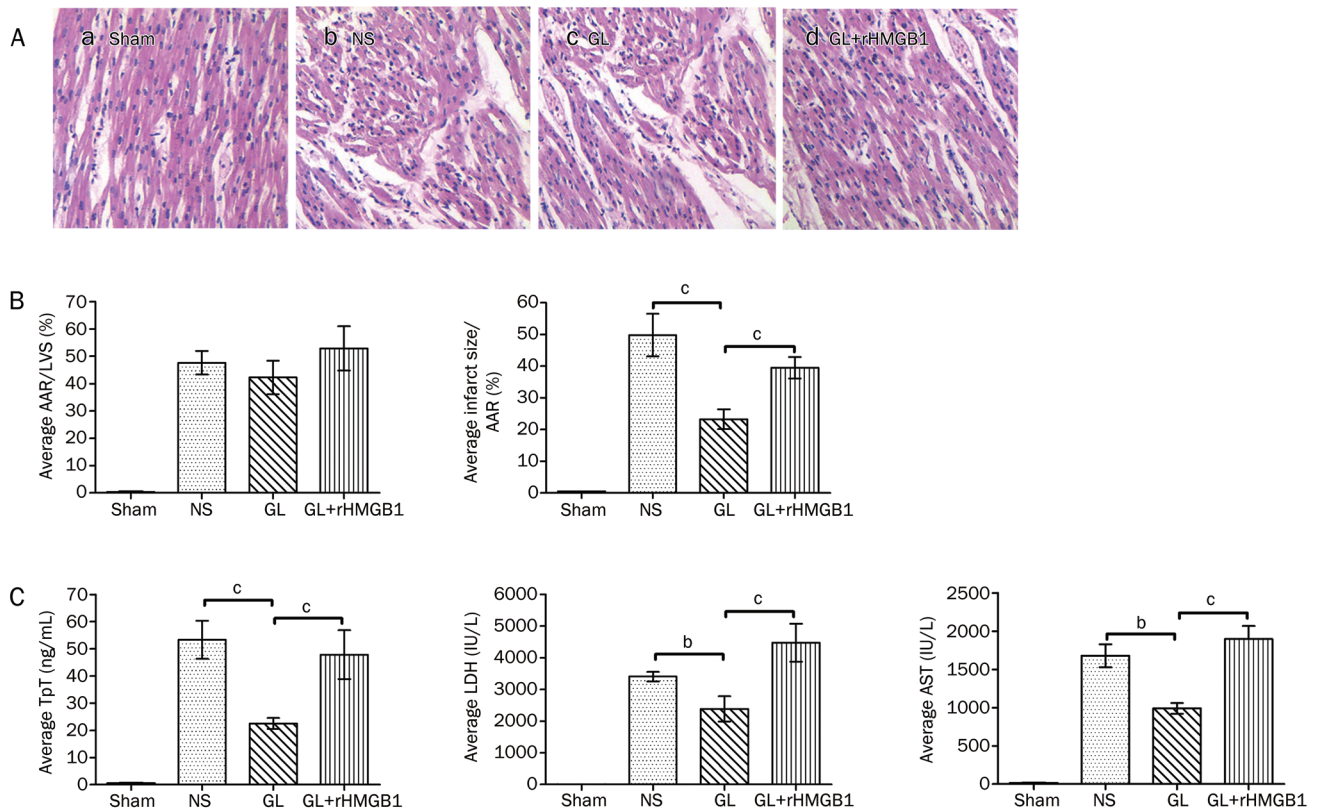 A
a Sham
b NS
c GL
d GL+rHMGB1
B
Average AAR/LVS (%)
70
60
50
40
30
20
10
0
Sham NS GL GL+rHMGB1
Average infarct size/
AAR (%)
60
50
40
30
20
10
0
c
c
Sham NS GL GL+rHMGB1
C
Average TpT (ng/mL)
70
60
50
40
30
20
10
0
c
c
Sham NS GL GL+rHMGB1
Average LDH (IU/L)
6000
5000
4000
3000
2000
1000
0
b
c
Sham NS GL GL+rHMGB1
Average AST (IU/L)
2500
2000
1500
1000
500
0
b
c
Sham NS GL GL+rHMGB1